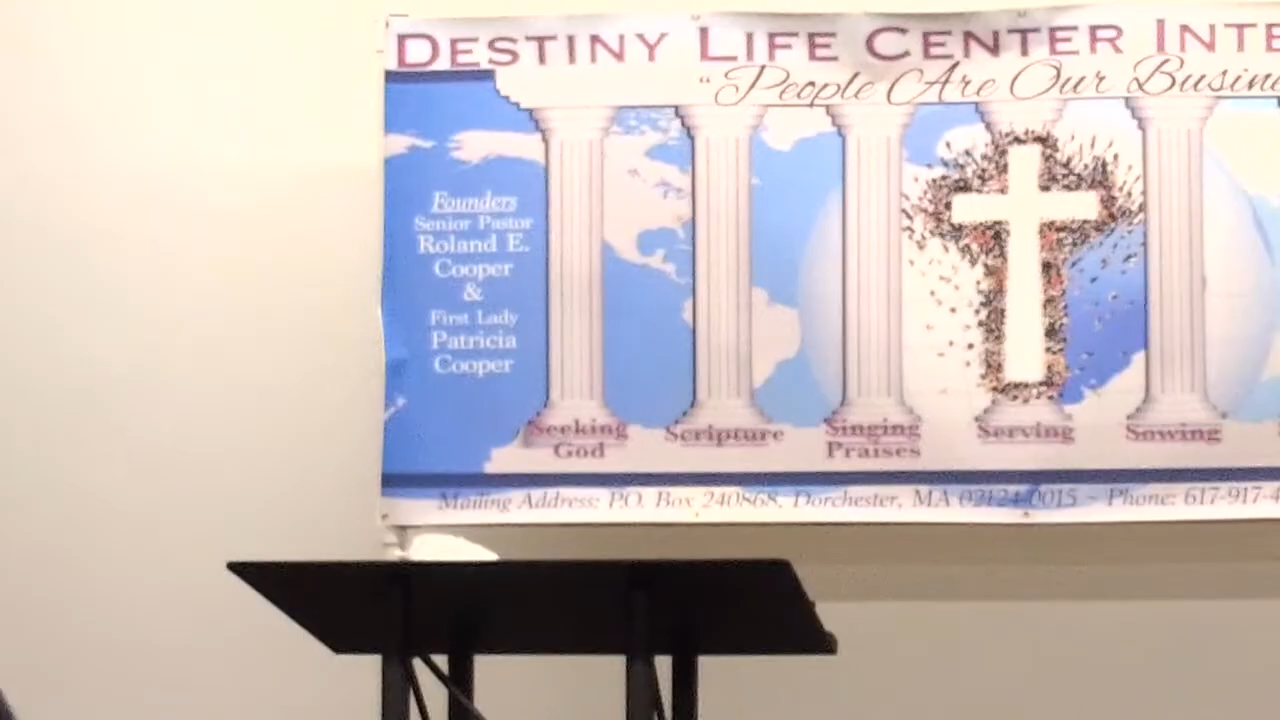 DESTINY LIFE CENTER INTE
"People Are Our Busine
Founders
Senior Pastor
Roland E.
Cooper
&
First Lady
Patricia
Cooper
Seeking God
Scripture
Singing Praises
Serving
Sowing
Mailing Address: P.O. Box 240868, Dorchester, MA 02124-0015 ~ Phone: 617-917-4